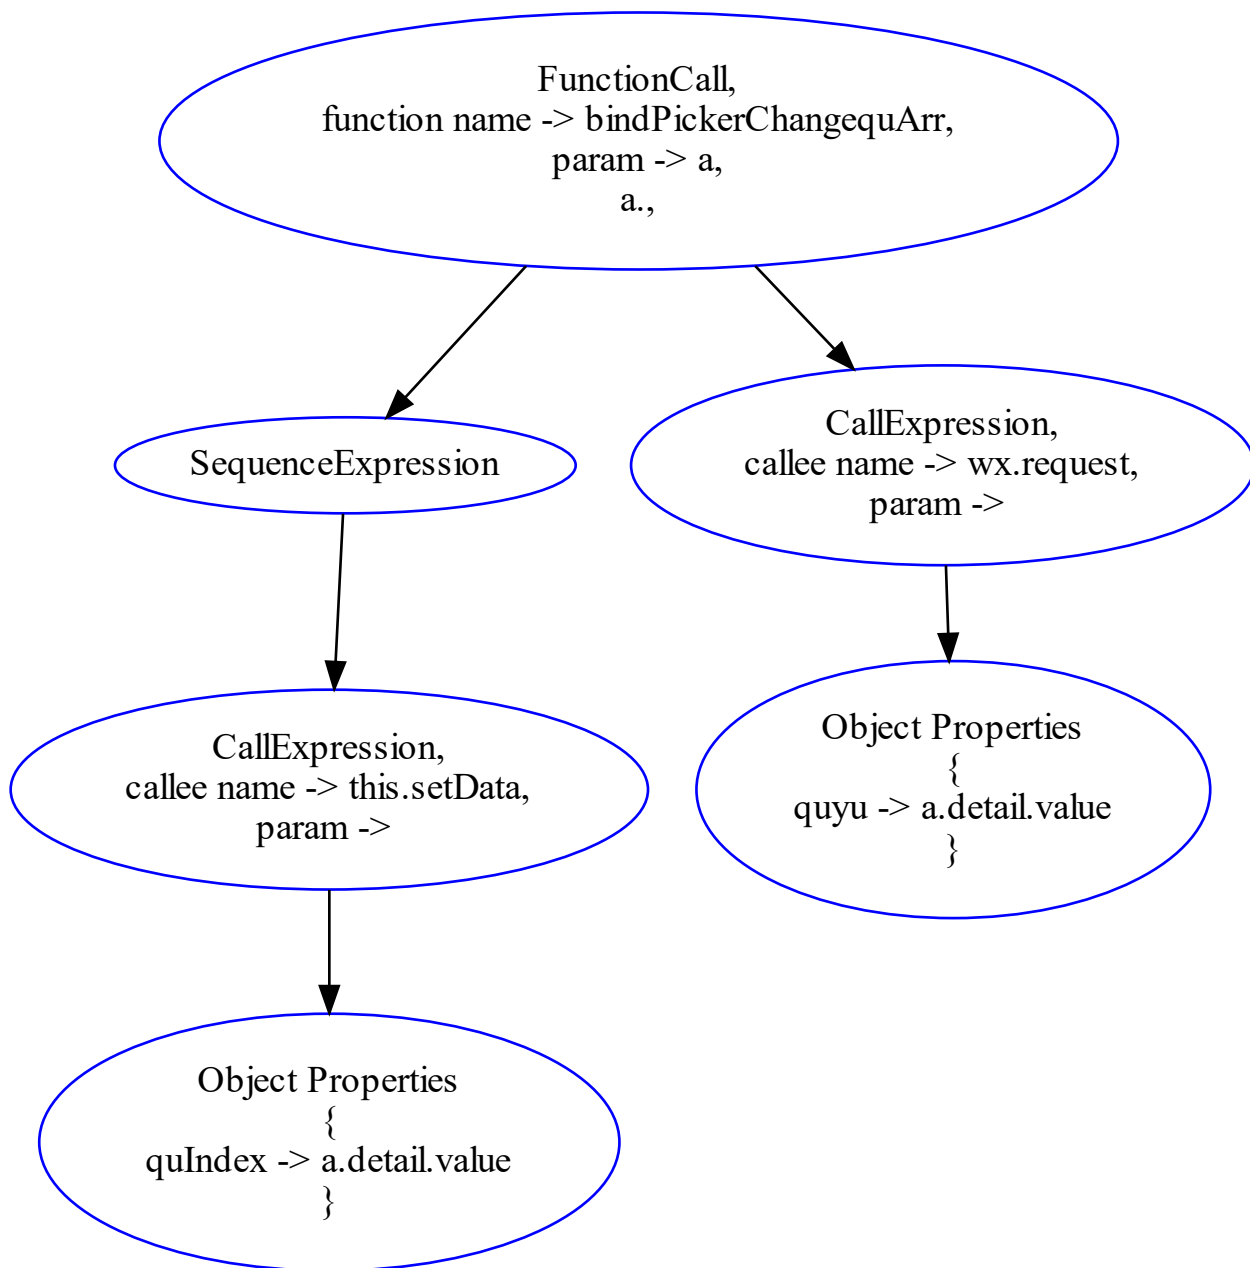 FunctionCall,
function name -> bindPickerChangequArr,
param -> a,
a.,
SequenceExpression
CallExpression,
callee name -> wx.request,
param ->
CallExpression,
callee name -> this.setData,
param ->
Object Properties
{
quyu -> a.detail.value
}
Object Properties
{
quIndex -> a.detail.value
}